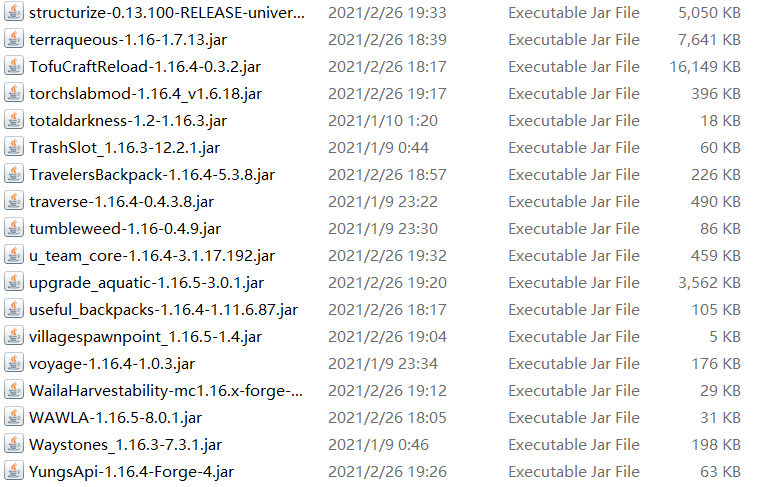 structurize-0.13.100-RELEASE-univer... 2021/2/26 19:33 Executable Jar File 5,050 KB
terraqueous-1.16-1.7.13.jar 2021/2/26 18:39 Executable Jar File 7,641 KB
TofuCraftReload-1.16.4-0.3.2.jar 2021/2/26 18:17 Executable Jar File 16,149 KB
torchslabmod-1.16.4_v1.6.18.jar 2021/2/26 19:17 Executable Jar File 396 KB
totaldarkness-1.2-1.16.3.jar 2021/1/10 1:20 Executable Jar File 18 KB
TrashSlot_1.16.3-12.2.1.jar 2021/1/9 0:44 Executable Jar File 60 KB
TravelersBackpack-1.16.4-5.3.8.jar 2021/2/26 18:57 Executable Jar File 226 KB
traverse-1.16.4-0.4.3.8.jar 2021/1/9 23:22 Executable Jar File 490 KB
tumbleweed-1.16-0.4.9.jar 2021/1/9 23:30 Executable Jar File 86 KB
u_team_core-1.16.4-3.1.17.192.jar 2021/2/26 19:32 Executable Jar File 459 KB
upgrade_aquatic-1.16.5-3.0.1.jar 2021/2/26 19:20 Executable Jar File 3,562 KB
useful_backpacks-1.16.4-1.11.6.87.jar 2021/2/26 18:17 Executable Jar File 105 KB
villagespawnpoint_1.16.5-1.4.jar 2021/2/26 19:04 Executable Jar File 5 KB
voyage-1.16.4-1.0.3.jar 2021/1/9 23:34 Executable Jar File 176 KB
WailaHarvestability-mc1.16.x-forge-... 2021/2/26 19:12 Executable Jar File 29 KB
WAWLA-1.16.5-8.0.1.jar 2021/2/26 18:05 Executable Jar File 31 KB
Waystones_1.16.3-7.3.1.jar 2021/1/9 0:46 Executable Jar File 198 KB
YungsApi-1.16.4-Forge-4.jar 2021/2/26 19:26 Executable Jar File 63 KB